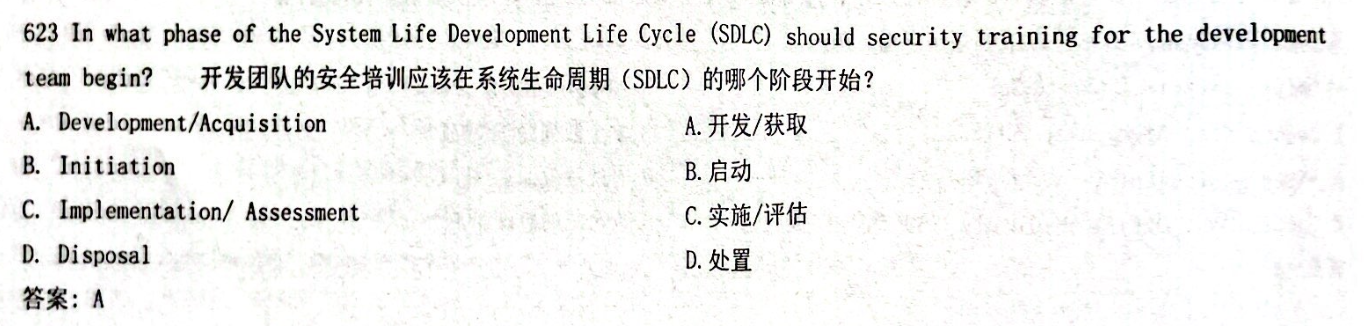 623 In what phase of the System Life Development Life Cycle (SDLC) should security training for the development
team begin? 开发团队的安全培训应该在系统生命周期（SDLC）的哪个阶段开始？
A. Development/Acquisition A.开发/获取
B. Initiation B.启动
C. Implementation/ Assessment C.实施/评估
D. Disposal D.处置
答案：A